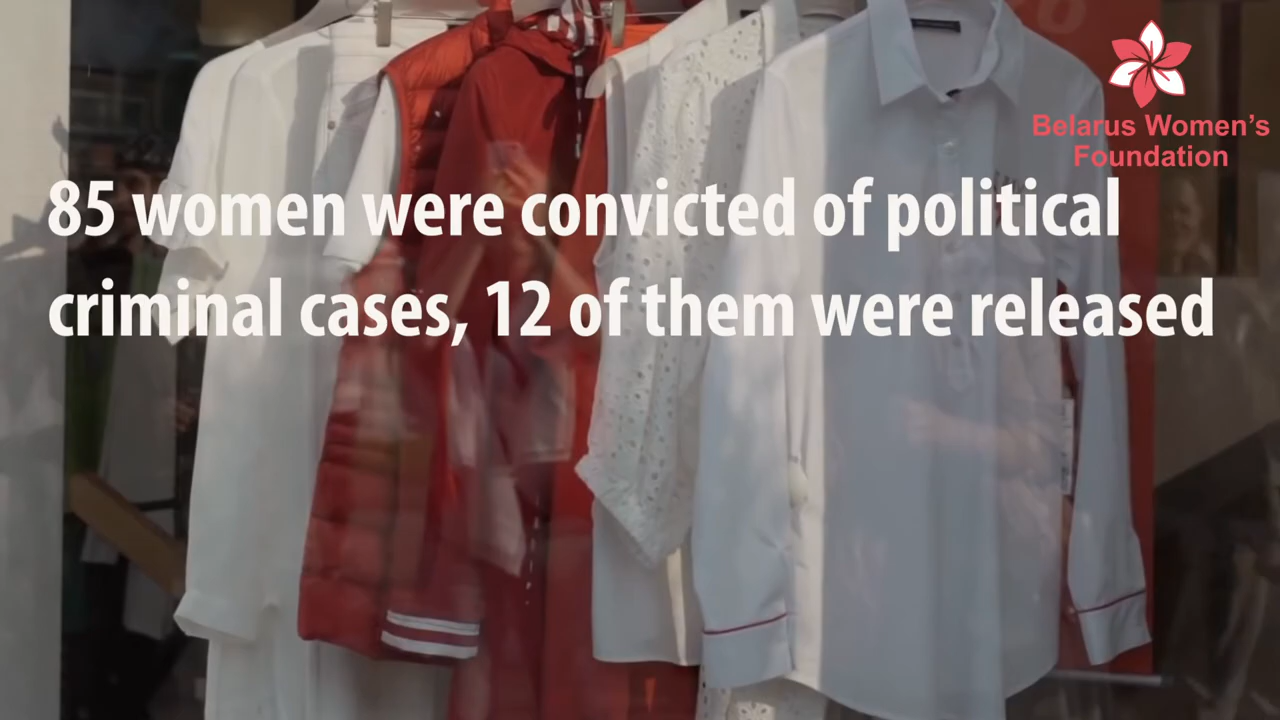 Belarus Women's
Foundation
85 women were convicted of political
criminal cases, 12 of them were released